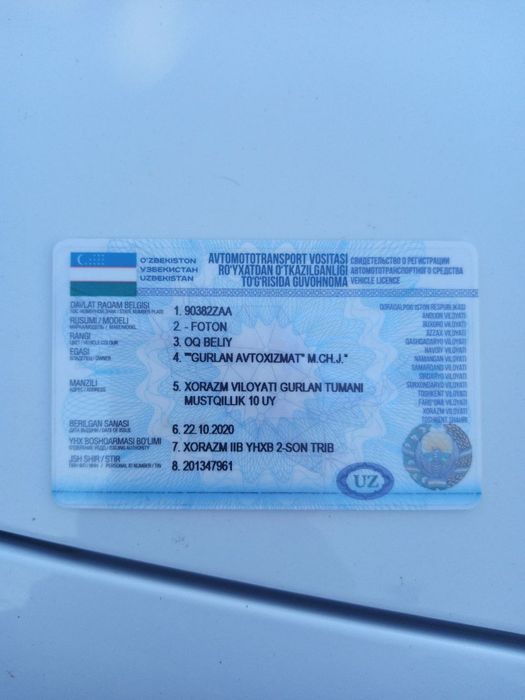 O'ZBEKISTON
УЗБЕКИСТАН
UZBEKISTAN
AVTOMOTOTRANSPORT VOSITASI
RO'YXATDAN O'TKAZILGANLIGI
TO'G'RISIDA GUVOHNOMA
СВИДЕТЕЛЬСТВО О РЕГИСТРАЦИИ
АВТОМОТОТРАНСПОРТНОГО СРЕДСТВА
VEHICLE LICENCE
DAVLAT RAQAM BELGISI
1. 90382ZAA
RUSUMI / MODELI
2. - FOTON
RANGI
3. OQ BELIY
EGASI
4. ""GURLAN AVTOXIZMAT" M.CH.J."
MANZILI
5. XORAZM VILOYATI GURLAN TUMANI
MUSTQILLIK 10 UY
BERILGAN SANASI
6. 22.10.2020
YHX BOSHQARMASI BO'LIMI
7. XORAZM IIB YHXB 2-SON TRIB
JSH SHIR / STIR
8. 201347961
QORAQALPOG'ISTON RESPUBLIKASI
ANDIJON VILOYATI
BUXORO VILOYATI
JIZZAX VILOYATI
QASHQADARYO VILOYATI
NAVOIY VILOYATI
NAMANGAN VILOYATI
SAMARQAND VILOYATI
SIRDARYO VILOYATI
SURXONDARYO VILOYATI
TOSHKENT VILOYATI
FARG'ONA VILOYATI
XORAZM VILOYATI
TOSHKENT SHAHRI
UZ